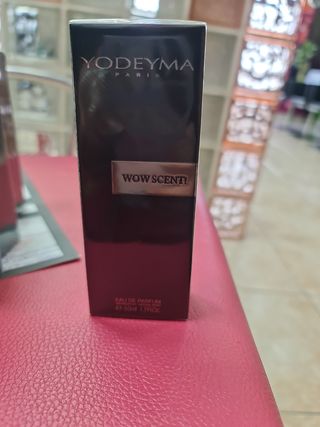 YODEYMA
PARIS
WOW SCENT!
EAU DE PARFUM